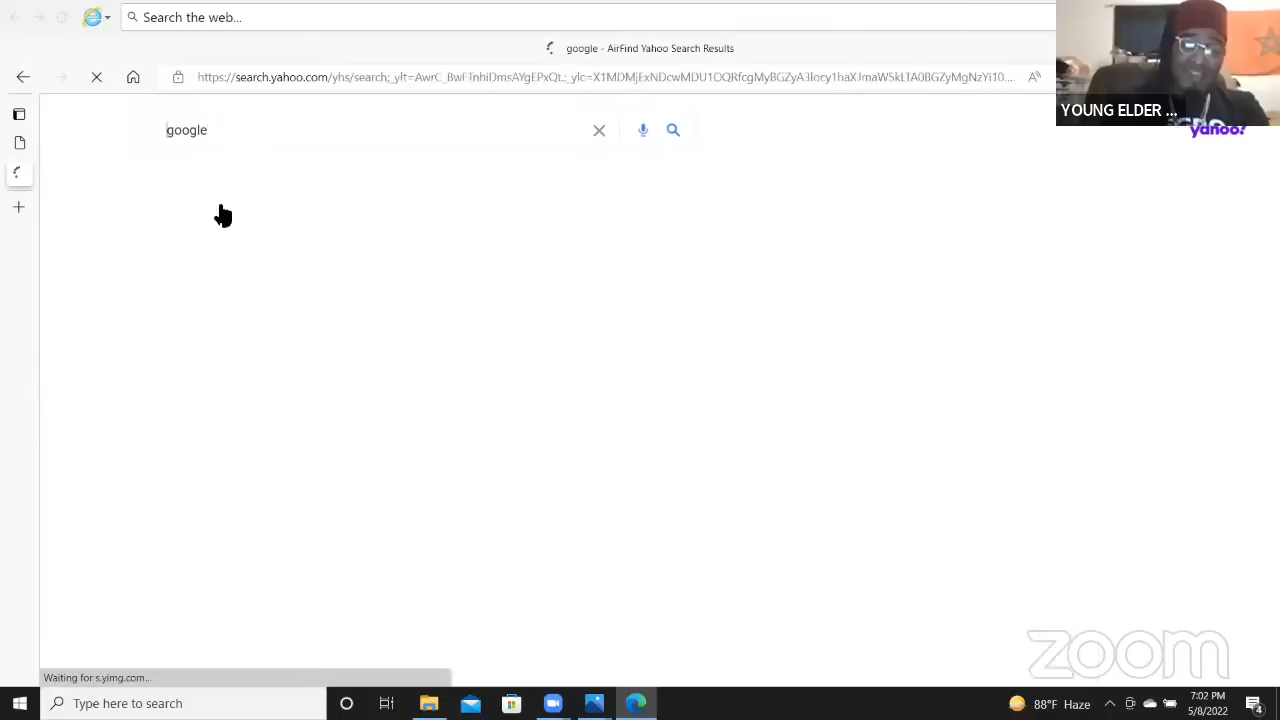 Search the web...
google - AirFind Yahoo Search Results
google
YOUNG ELDER ...
yahoo!
Waiting for s.yimg.com...
zoom
Type here to search
88°F Haze
7:02 PM
5/8/2022
4